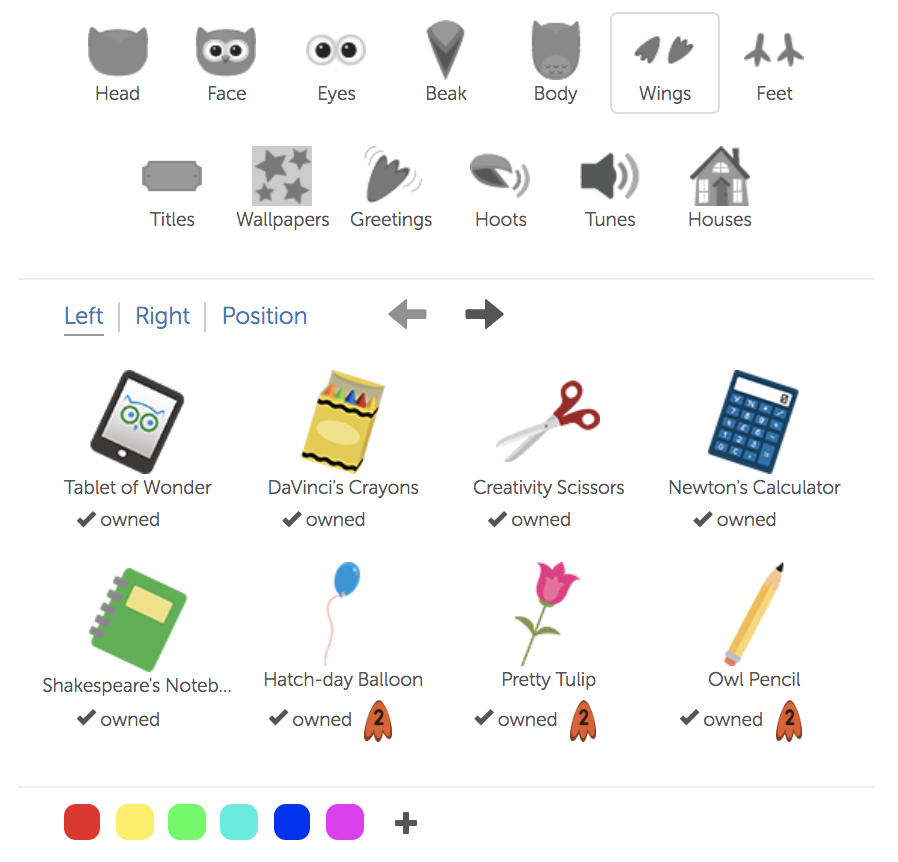 Head Face Eyes Beak Body Wings Feet
Titles Wallpapers Greetings Hoots Tunes Houses
Left Right Position
Tablet of Wonder DaVinci's Crayons Creativity Scissors Newton's Calculator
owned owned owned owned
Shakespeare's Noteb... Hatch-day Balloon Pretty Tulip Owl Pencil
owned owned 2 owned 2 owned 2